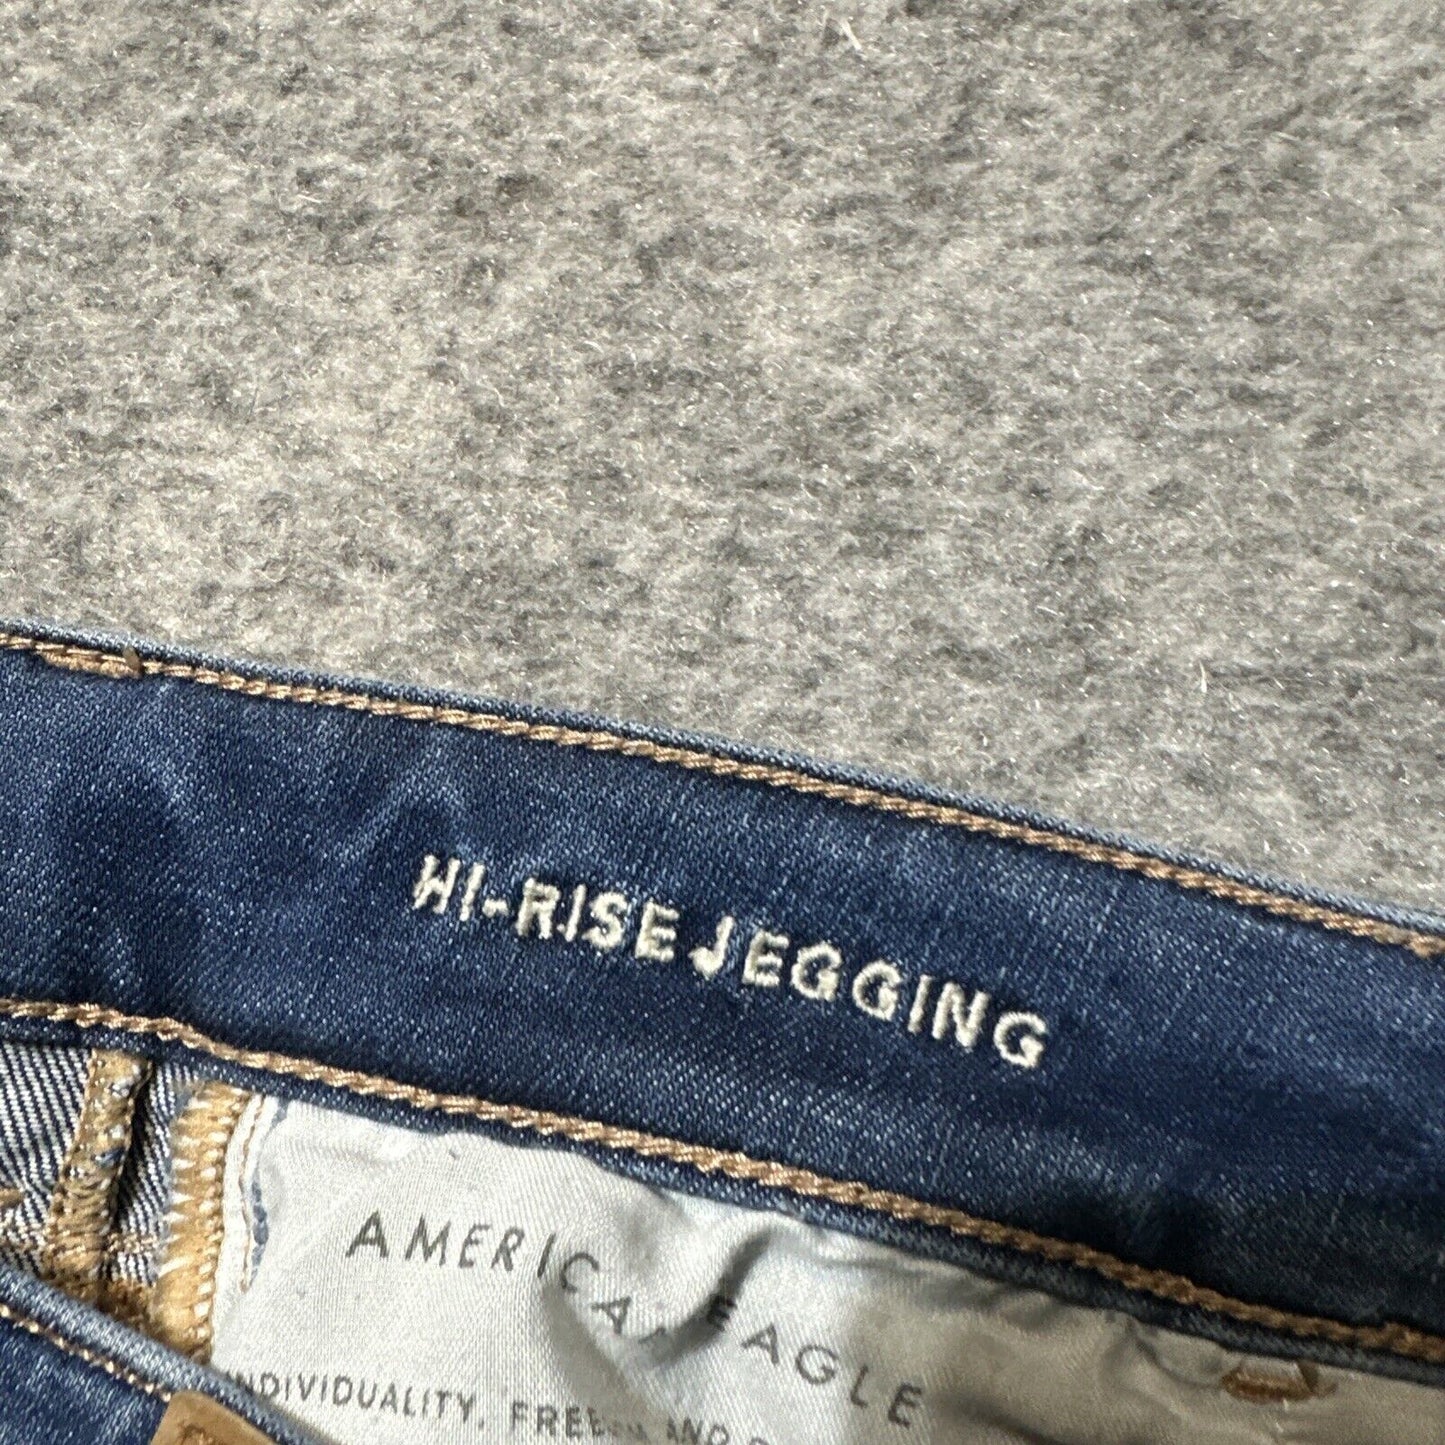 HI-RISE JEGGING
AMERICAN EAGLE
INDIVIDUALITY, FREEDOM AND